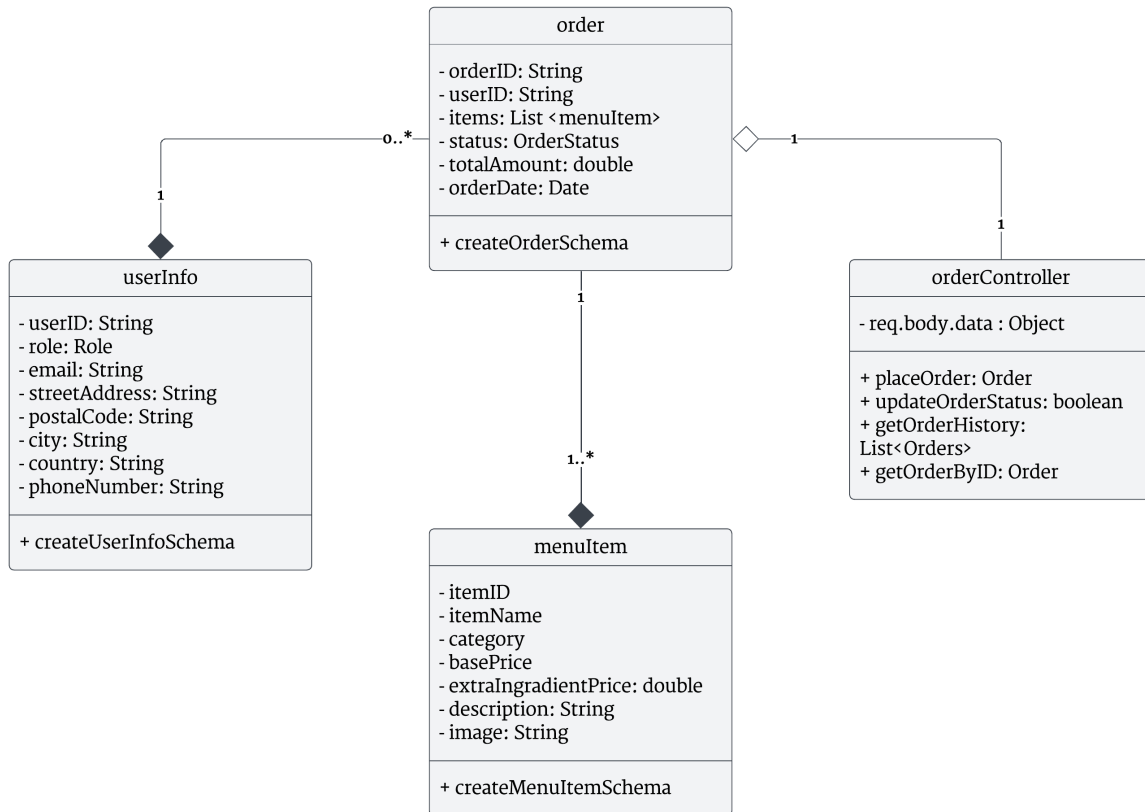 order
- orderID: String
- userID: String
- items: List <menuItem>
- status: OrderStatus
- totalAmount: double
- orderDate: Date
+ createOrderSchema
0..*
1
1
1
1
1..*
userInfo
- userID: String
- role: Role
- email: String
- streetAddress: String
- postalCode: String
- city: String
- country: String
- phoneNumber: String
+ createUserInfoSchema
orderController
- req.body.data : Object
+ placeOrder: Order
+ updateOrderStatus: boolean
+ getOrderHistory:
List<Orders>
+ getOrderByID: Order
menuItem
- itemID
- itemName
- category
- basePrice
- extraIngradientPrice: double
- description: String
- image: String
+ createMenuItemSchema